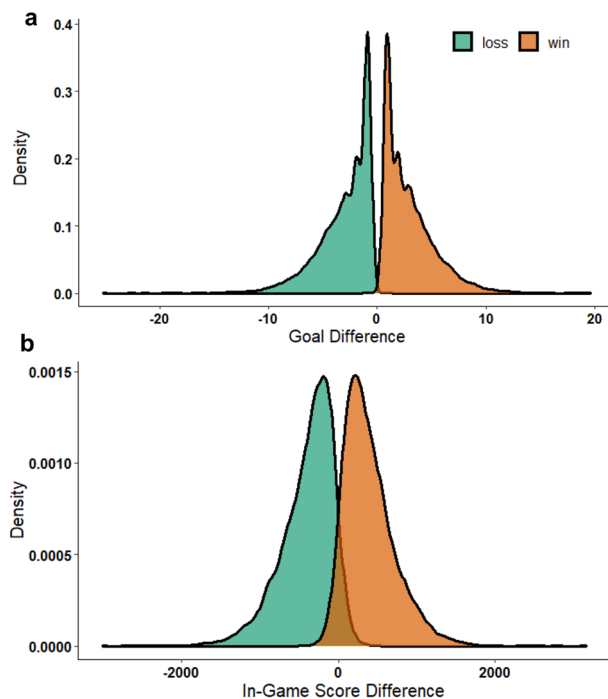 a
loss win
0.4
0.3
0.2
0.1
0.0
Density
-20 -10 0 10 20
Goal Difference
b
0.0015
0.0010
0.0005
0.0000
Density
-2000 0 2000
In-Game Score Difference